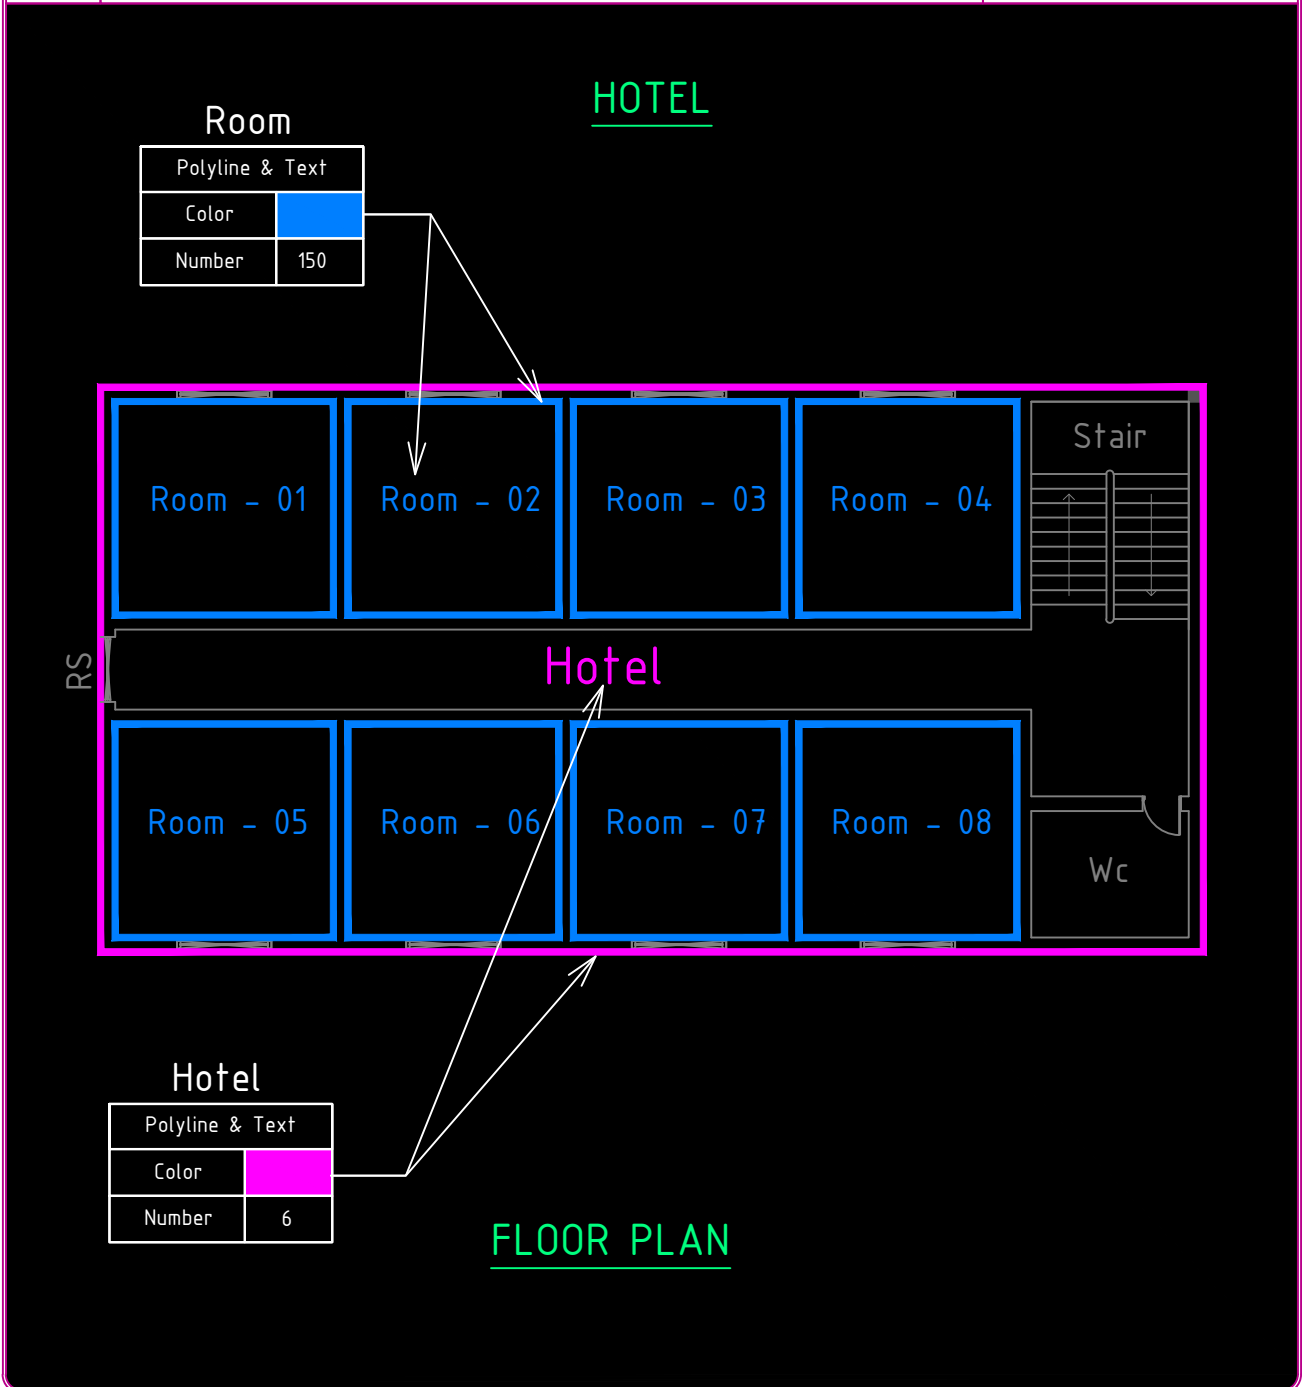 HOTEL
Room
Polyline & Text
Color
Number 150
Room - 01
Room - 02
Room - 03
Room - 04
Stair
RS
Hotel
Room - 05
Room - 06
Room - 07
Room - 08
Wc
Hotel
Polyline & Text
Color
Number 6
FLOOR PLAN